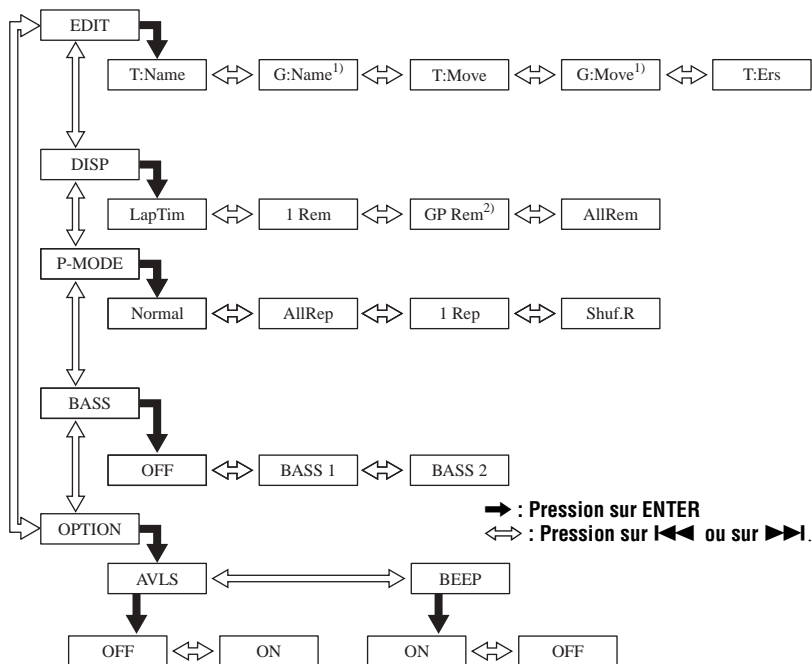 EDIT
T:Name G:Name1) T:Move G:Move1) T:Ers
DISP
LapTim 1 Rem GP Rem2) AllRem
P-MODE
Normal AllRep 1 Rep Shuf.R
BASS
OFF BASS 1 BASS 2
: Pression sur ENTER
OPTION
: Pression sur ou sur .
AVLS BEEP
OFF ON ON OFF